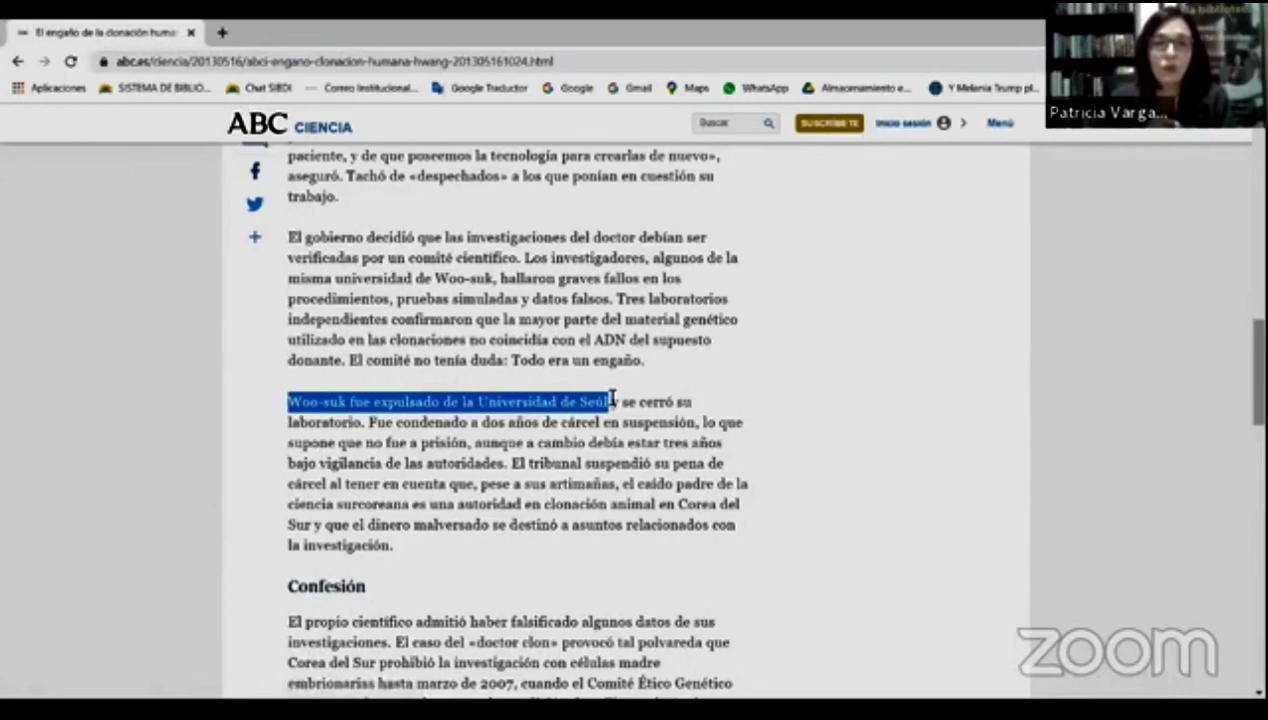 El engaño de la clonación huma
abc.es/ciencia/20130516/abci-engano-clonacion-humana-hwang-201305161024.html
Aplicaciones
SISTEMA DE BIBLIO...
Chat SIBDI
Correo Institucional...
Google Traductor
Google
Gmail
Maps
WhatsApp
Almacenamiento e...
Y Melania Trump pl...
Patricia Varga...
ABC CIENCIA
Buscar
SUSCRÍBETE
Inicio sesión
Menú
paciente, y de que poseemos la tecnología para crearlas de nuevo»,
aseguró. Tachó de «despechados» a los que ponían en cuestión su
trabajo.
El gobierno decidió que las investigaciones del doctor debían ser
verificadas por un comité científico. Los investigadores, algunos de la
misma universidad de Woo-suk, hallaron graves fallos en los
procedimientos, pruebas simuladas y datos falsos. Tres laboratorios
independientes confirmaron que la mayor parte del material genético
utilizado en las clonaciones no coincidía con el ADN del supuesto
donante. El comité no tenía duda: Todo era un engaño.
Woo-suk fue expulsado de la Universidad de Seúl y se cerró su
laboratorio. Fue condenado a dos años de cárcel en suspensión, lo que
supone que no fue a prisión, aunque a cambio debía estar tres años
bajo vigilancia de las autoridades. El tribunal suspendió su pena de
cárcel al tener en cuenta que, pese a sus artimañas, el caído padre de la
ciencia surcoreana es una autoridad en clonación animal en Corea del
Sur y que el dinero malversado se destinó a asuntos relacionados con
la investigación.
Confesión
El propio científico admitió haber falsificado algunos datos de sus
investigaciones. El caso del «doctor clon» provocó tal polvareda que
Corea del Sur prohibió la investigación con células madre
embrionarias hasta marzo de 2007, cuando el Comité Ético Genético
zoom